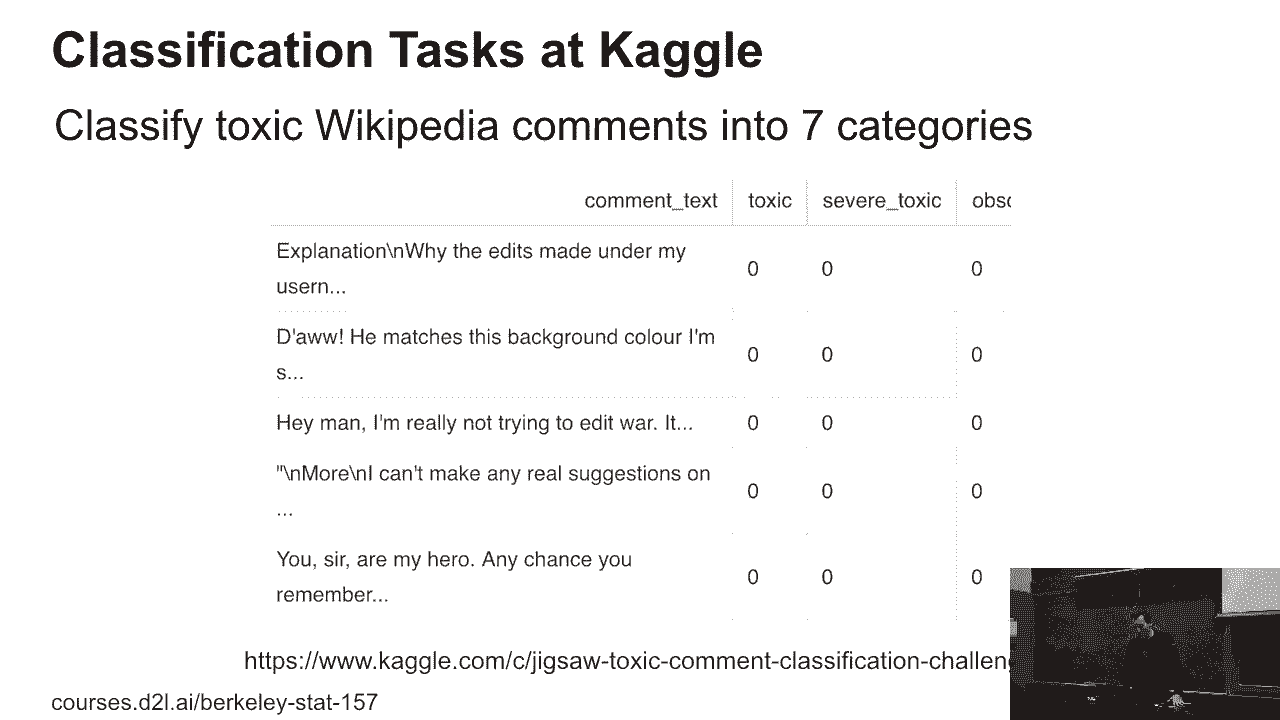 Classification Tasks at Kaggle
Classify toxic Wikipedia comments into 7 categories
comment_text toxic severe_toxic obsc
Explanation\nWhy the edits made under my
usern... 0 0 0
D'aww! He matches this background colour I'm
s... 0 0 0
Hey man, I'm really not trying to edit war. It... 0 0 0
"\nMore\nI can't make any real suggestions on
... 0 0 0
You, sir, are my hero. Any chance you
remember... 0 0 0
https://www.kaggle.com/c/jigsaw-toxic-comment-classification-challeng
courses.d2l.ai/berkeley-stat-157